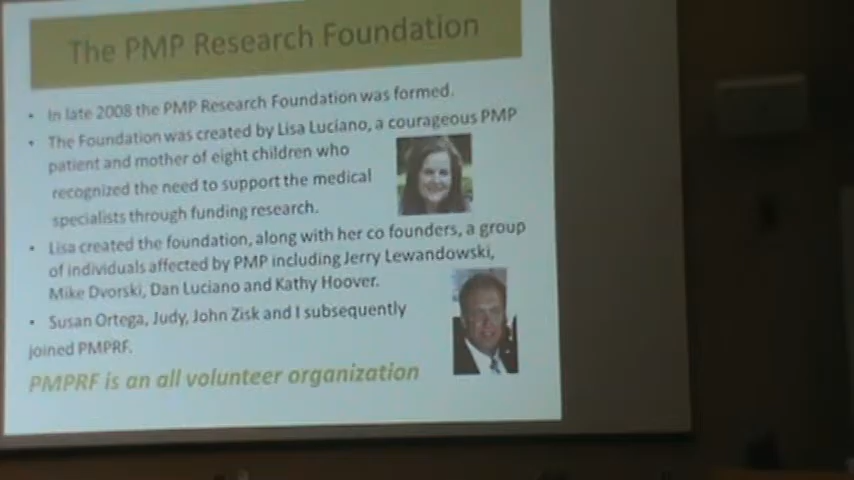 The PMP Research Foundation
• In late 2008 the PMP Research Foundation was formed.
• The Foundation was created by Lisa Luciano, a courageous PMP
patient and mother of eight children who
recognized the need to support the medical
specialists through funding research.
• Lisa created the foundation, along with her co founders, a group
of individuals affected by PMP including Jerry Lewandowski,
Mike Dvorski, Dan Luciano and Kathy Hoover.
• Susan Ortega, Judy, John Zisk and I subsequently
joined PMPRF.
PMPRF is an all volunteer organization